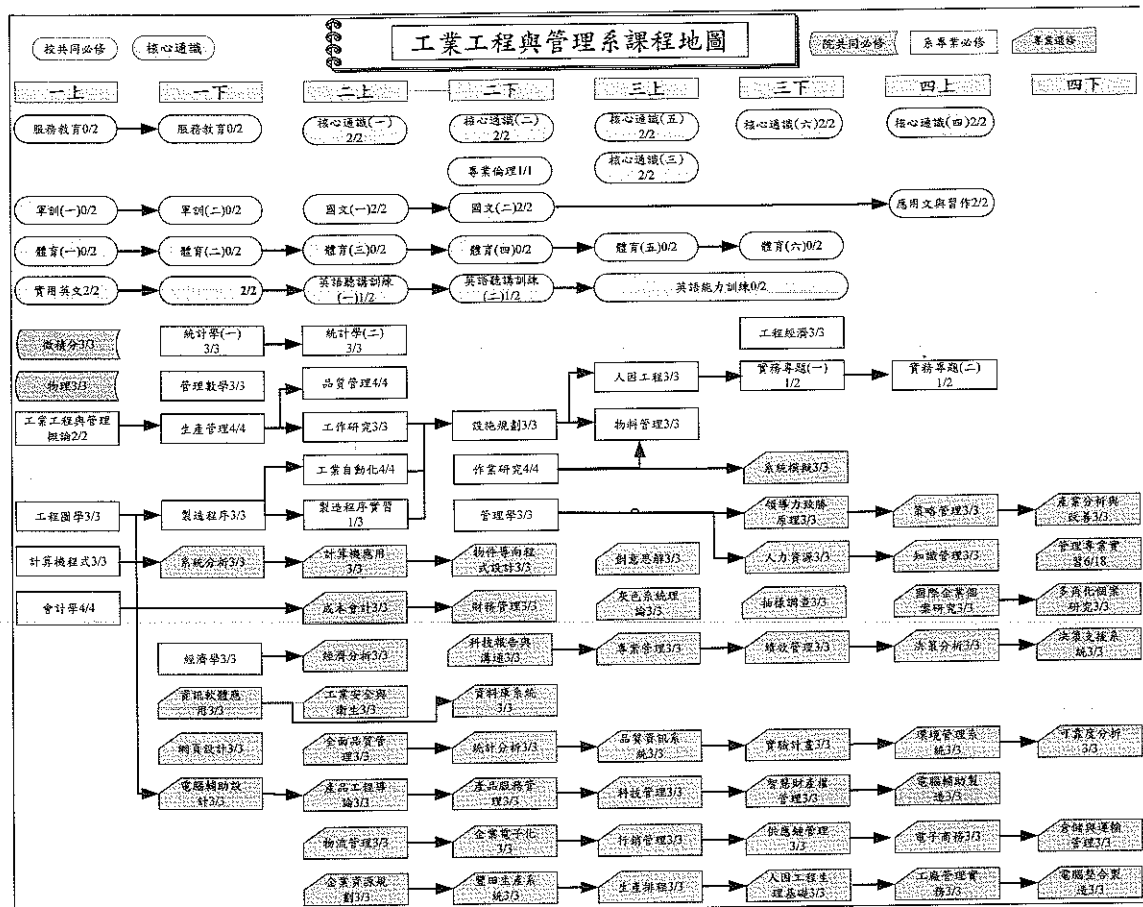 工業工程與管理系課程地圖
校共同必修
核心通識
院共同必修
系專業必修
專業選修
一上
一下
二上
二下
三上
三下
四上
四下
服務教育0/2
服務教育0/2
核心通識(一)
2/2
核心通識(二)
2/2
核心通識(五)
2/2
核心通識(六)2/2
核心通識(四)2/2
專業倫理1/1
核心通識(三)
2/2
軍訓(一)0/2
軍訓(二)0/2
國文(一)2/2
國文(二)2/2
應用文與習作2/2
體育(一)0/2
體育(二)0/2
體育(三)0/2
體育(四)0/2
體育(五)0/2
體育(六)0/2
實用英文2/2
2/2
英語聽講訓練
(一)1/2
英語聽講訓練
(二)1/2
英語能力訓練0/2
微積分3/3
統計學(一)
3/3
統計學(二)
3/3
工程經濟3/3
物理3/3
管理數學3/3
品質管理4/4
人因工程3/3
實務專題(一)
1/2
實務專題(二)
1/2
工業工程與管理
概論2/2
生產管理4/4
工作研究3/3
設施規劃3/3
物料管理3/3
工業自動化4/4
作業研究4/4
系統模擬3/3
工程圖學3/3
製造程序3/3
製造程序實習
1/3
管理學3/3
領導力致勝
原理3/3
策略管理3/3
產業分析與
改善3/3
計算機程式3/3
系統分析3/3
計算機應用
3/3
物件導向程
式設計3/3
創意思解3/3
人力資源3/3
知識管理3/3
管理專業實
習6/18
會計學4/4
成本會計3/3
財務管理3/3
灰色系統理
論3/3
抽樣調查3/3
國際企業個
案研究3/3
多商化個案
研究3/3
經濟學3/3
經濟分析3/3
科技報告與
溝通3/3
專案管理3/3
績效管理3/3
決策分析3/3
決策支援系
統3/3
資訊軟體應
用3/3
工業安全與
衛生3/3
資料庫系統
3/3
網頁設計3/3
全面品質管
理3/3
統計分析3/3
品質資訊系
統3/3
實驗計畫3/3
環境管理系
統3/3
可靠度分析
3/3
電腦輔助設
計3/3
產品工程導
論3/3
產品服務管
理3/3
科技管理3/3
智慧財產權
管理3/3
電腦輔助製
造3/3
物流管理3/3
企業電子化
3/3
行銷管理3/3
供應鏈管理
3/3
電子商務3/3
倉儲與運輸
管理3/3
企業資源規
劃3/3
豐田生產系
統3/3
生產排程3/3
人因工程生
理基礎3/3
工廠管理實
務3/3
電腦整合製
造3/3